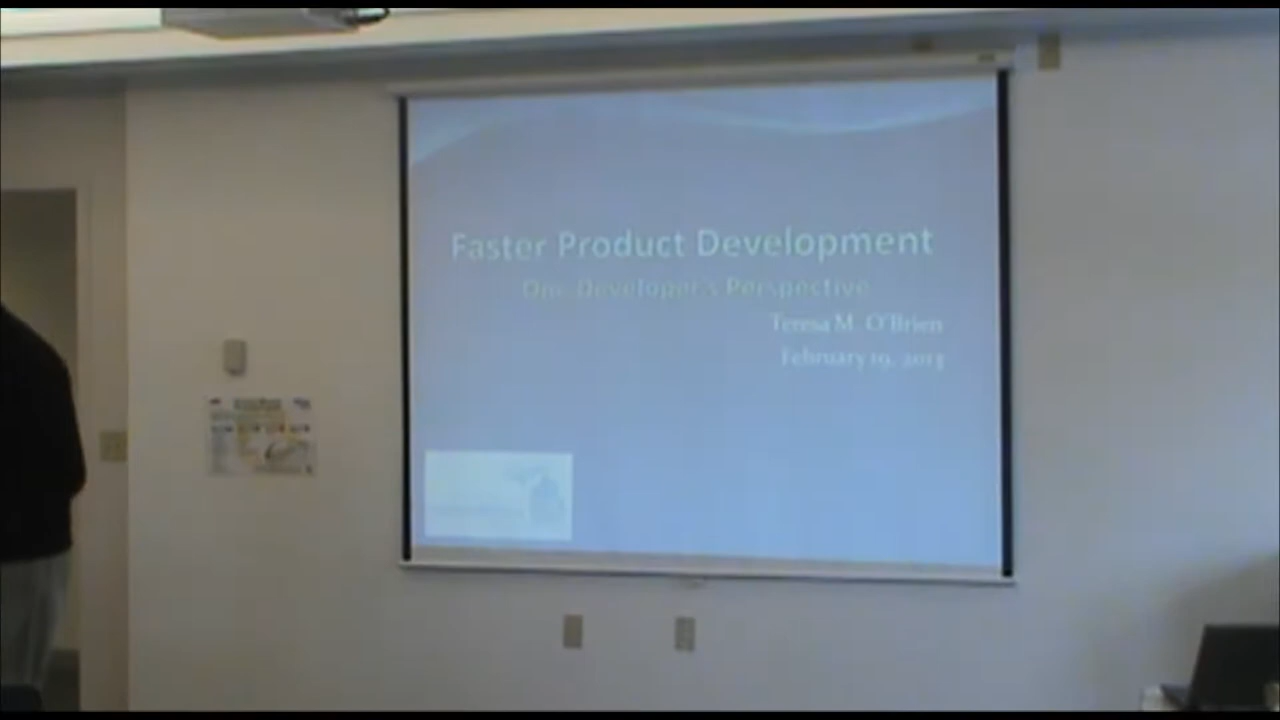 Faster Product Development
One Developer's Perspective
Teresa M. O'Brien
February 19, 2013